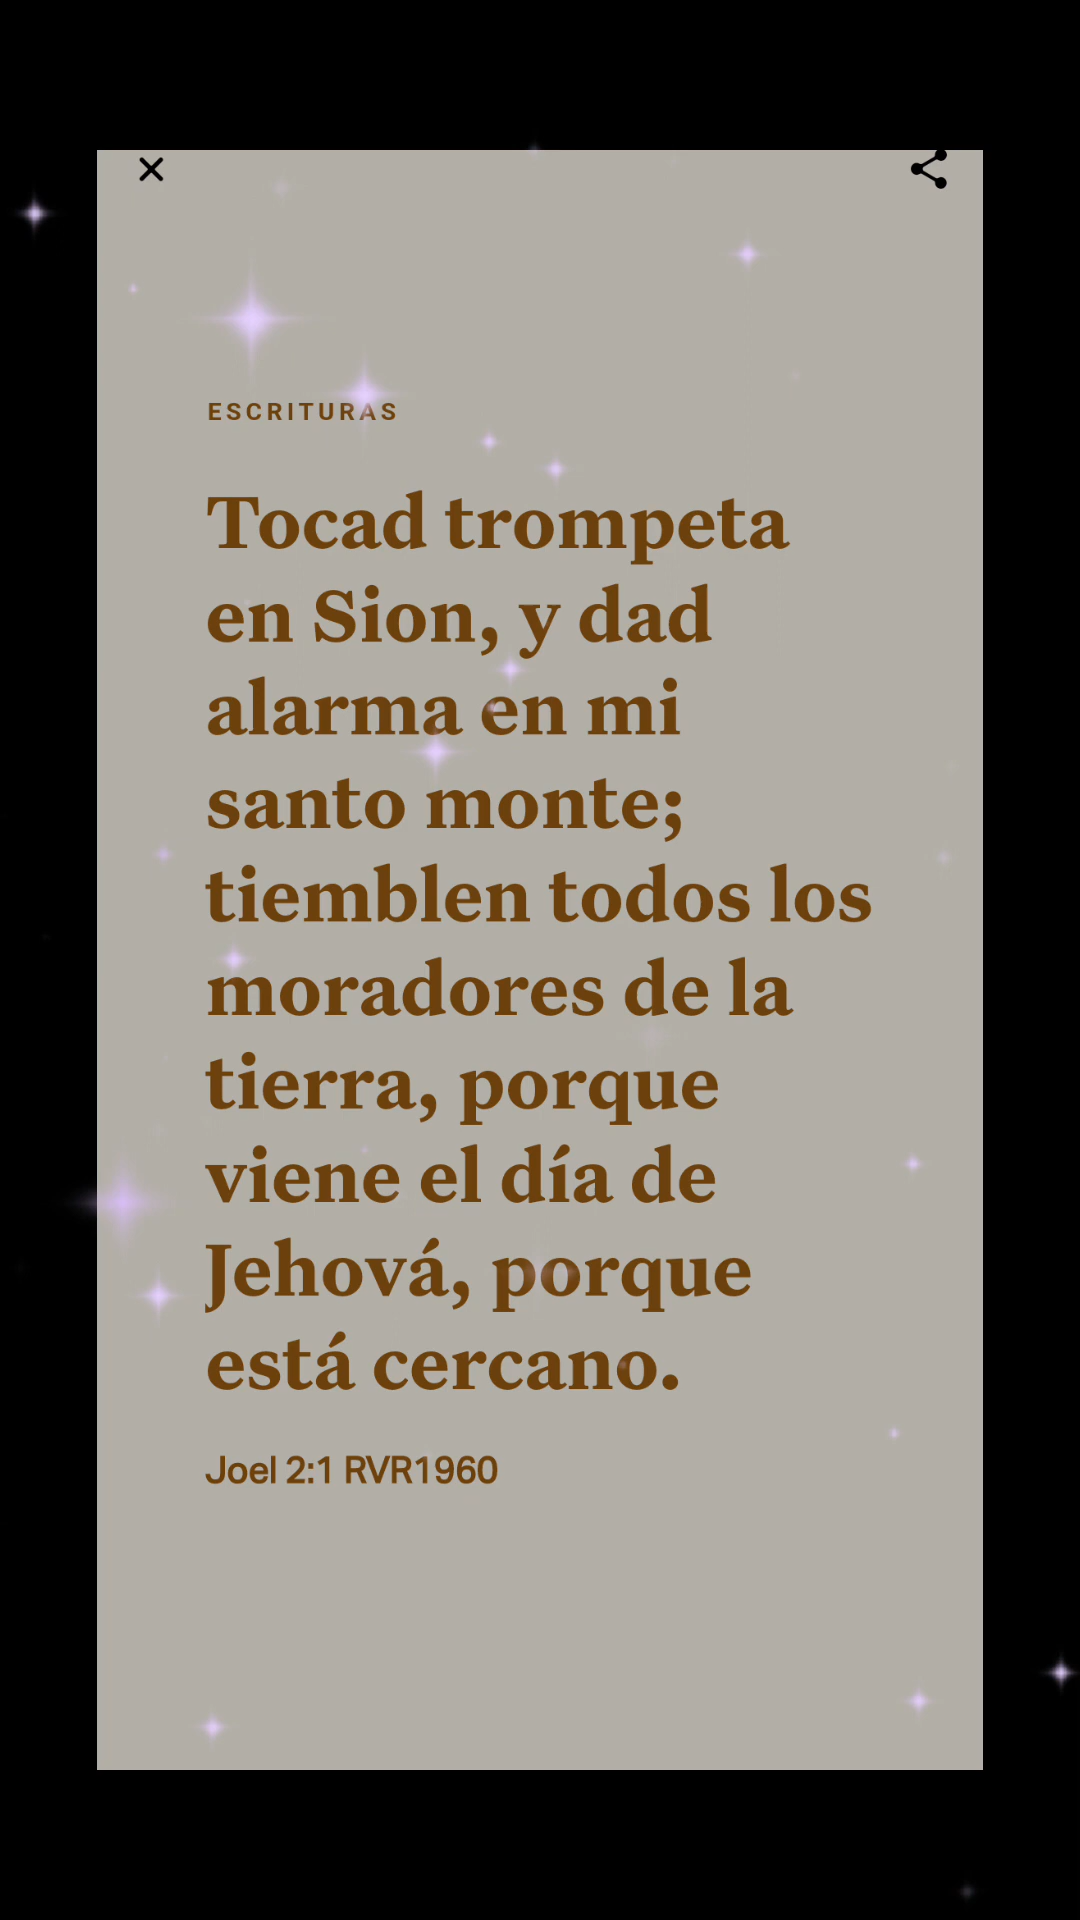 ESCRITURAS
Tocad trompeta
en Sion, y dad
alarma en mi
santo monte;
tiemblen todos los
moradores de la
tierra, porque
viene el día de
Jehová, porque
está cercano.
Joel 2:1 RVR1960